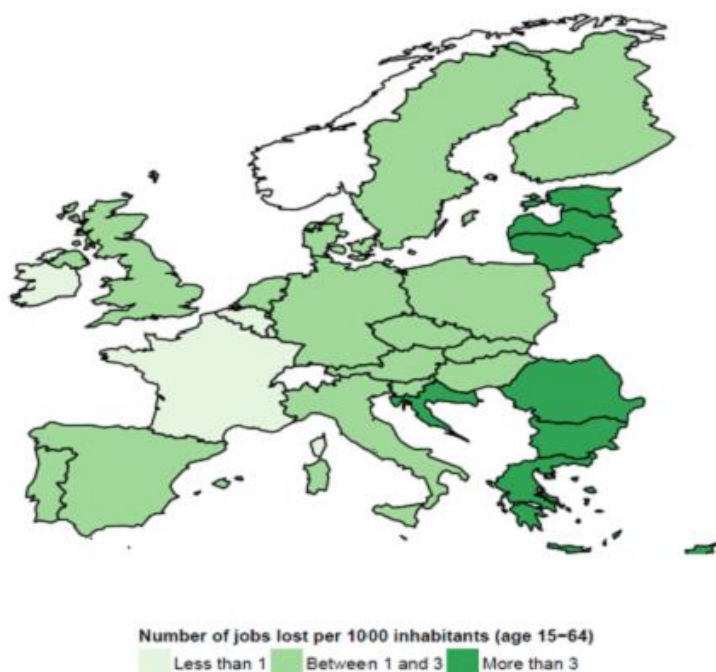 Number of jobs lost per 1000 inhabitants (age 15−64)
Less than 1 Between 1 and 3 More than 3